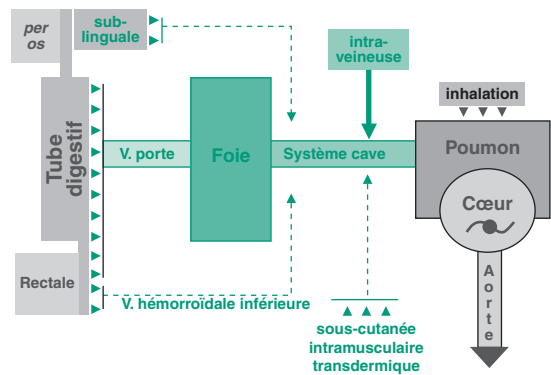 per
os
sub-
linguale
intra-
veineuse
inhalation
Tube
digestif
V. porte
Foie
Système cave
Poumon
Cœur
Rectale
V. hémorroïdale inférieure
Aorte
sous-cutanée
intramusculaire
transdermique